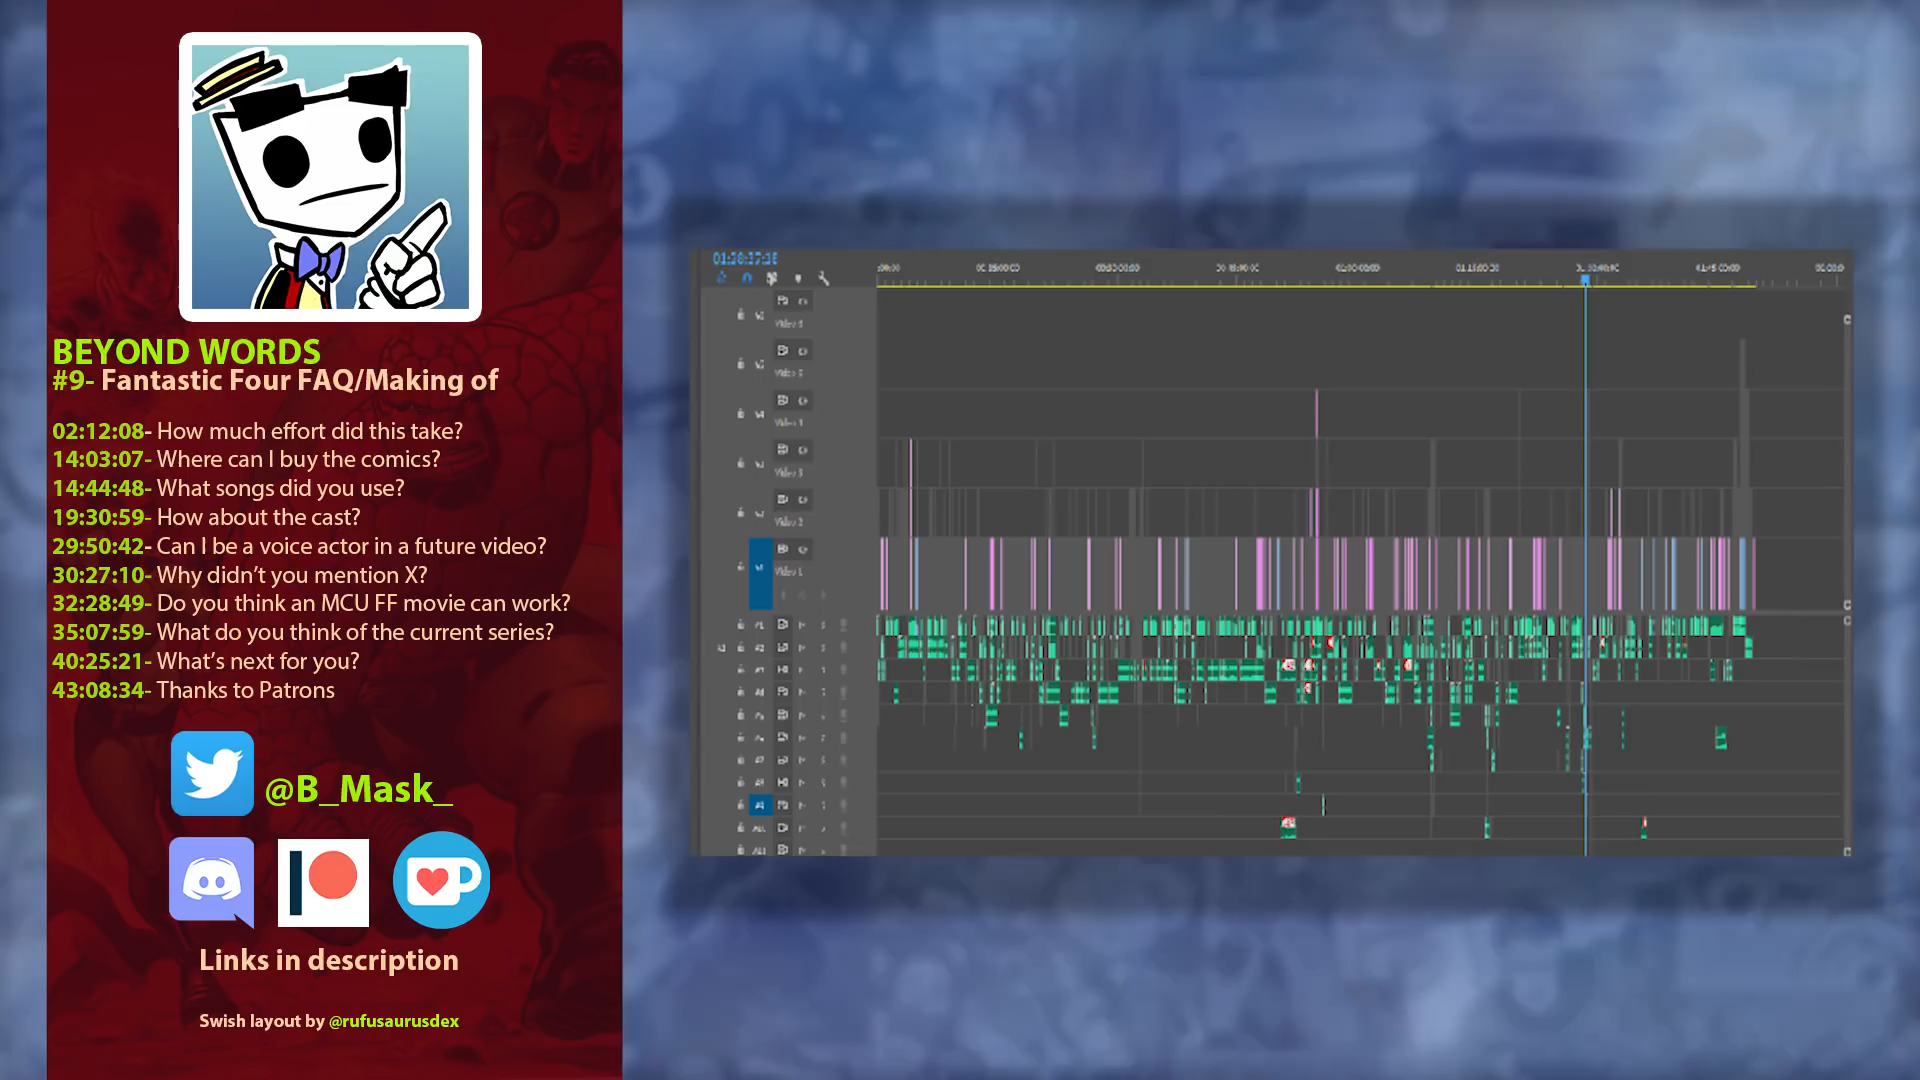 BEYOND WORDS
#9- Fantastic Four FAQ/Making of
02:12:08- How much effort did this take?
14:03:07- Where can I buy the comics?
14:44:48- What songs did you use?
19:30:59- How about the cast?
29:50:42- Can I be a voice actor in a future video?
30:27:10- Why didn't you mention X?
32:28:49- Do you think an MCU FF movie can work?
35:07:59- What do you think of the current series?
40:25:21- What's next for you?
43:08:34- Thanks to Patrons
@B_Mask_
Links in description
Swish layout by @rufusaurusdex